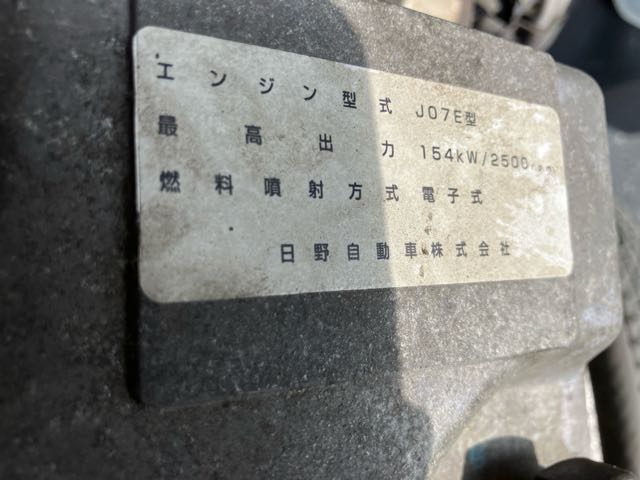 エンジン型式 J07E型
最高出力 154kW/2500rpm
燃料噴射方式 電子式
日野自動車株式会社